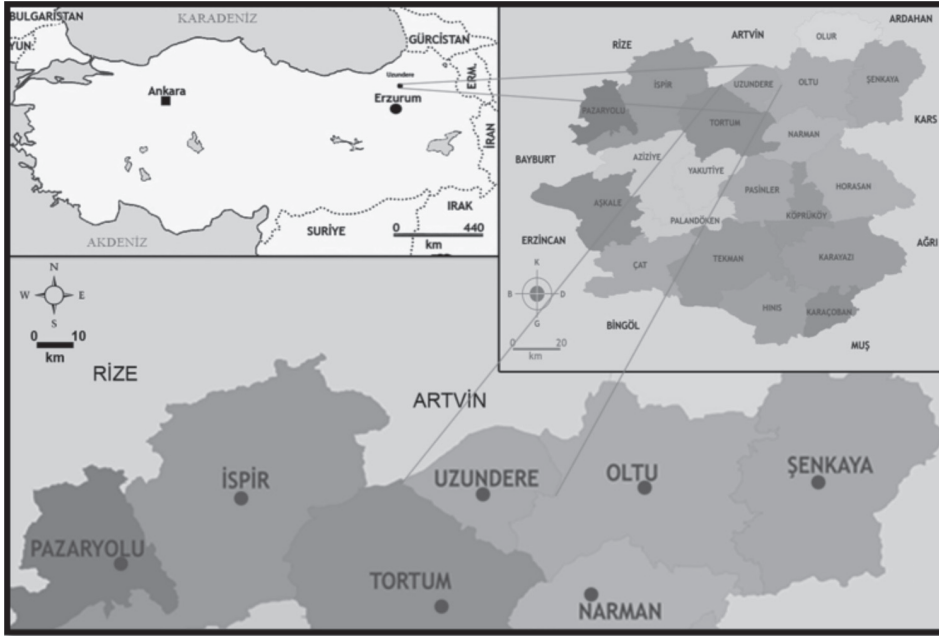 BULGARİSTAN
YUN.
KARADENİZ
GÜRCİSTAN
ERM.
Uzundere
Ankara
Erzurum
İRAN
IRAK
SURİYE
AKDENİZ
0 440
km
ARDAHAN
ARTVİN
RİZE
OLUR
İSPİR
UZUNDERE
OLTU
ŞENKAYA
PAZARYOLU
TORTUM
KARS
NARMAN
BAYBURT
AZİZİYE
YAKUTİYE
PASİNLER
HORASAN
AŞKALE
PALANDÖKEN
KÖPRÜKÖY
ERZİNCAN
AĞRI
ÇAT
TEKMAN
KARAYAZI
K
B D
G
HINIS
KARAÇOBAN
BİNGÖL
MUŞ
0 20
km
N
W E
S
0 10
km
RİZE
ARTVİN
İSPİR
UZUNDERE
OLTU
ŞENKAYA
PAZARYOLU
TORTUM
NARMAN